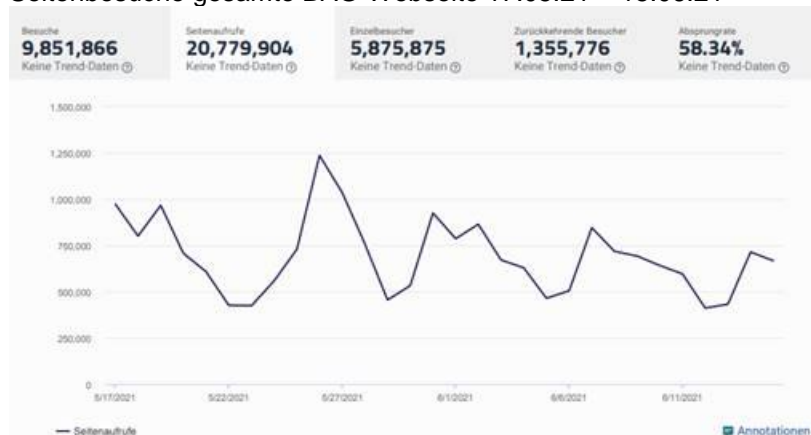 Besuche
9,851,866
Keine Trend-Daten
Seitenaufrufe
20,779,904
Keine Trend-Daten
Einzelbesucher
5,875,875
Keine Trend-Daten
Zurückkehrende Besucher
1,355,776
Keine Trend-Daten
Absprungrate
58.34%
Keine Trend-Daten
1,500,000
1,250,000
1,000,000
750,000
500,000
250,000
0
5/17/2021 5/22/2021 5/27/2021 6/1/2021 6/6/2021 6/11/2021
Seitenaufrufe
Annotationen